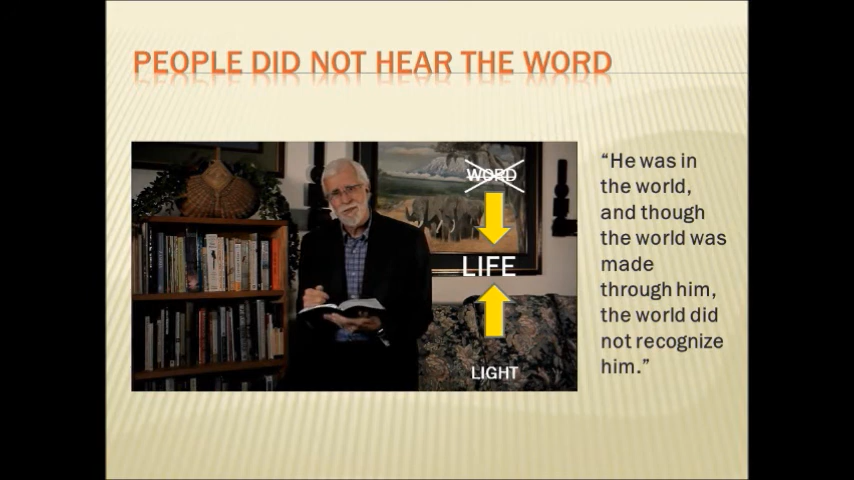 PEOPLE DID NOT HEAR THE WORD
WORD
LIFE
LIGHT
“He was in
the world,
and though
the world was
made
through him,
the world did
not recognize
him.”